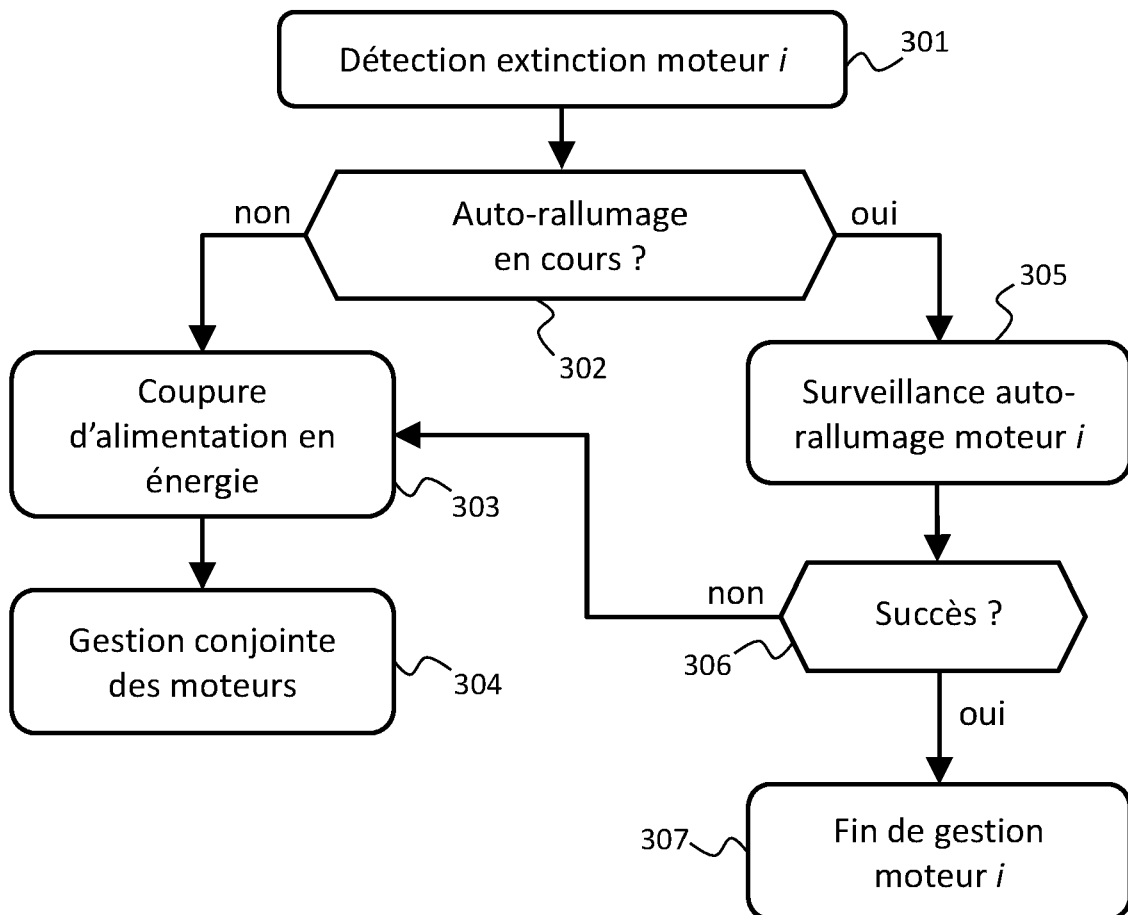 Détection extinction moteur i
301
Auto-rallumage
en cours ?
non
oui
302
305
Coupure
d'alimentation en
énergie
303
Surveillance auto-
rallumage moteur i
Gestion conjointe
des moteurs
304
non
Succès ?
306
oui
307
Fin de gestion
moteur i